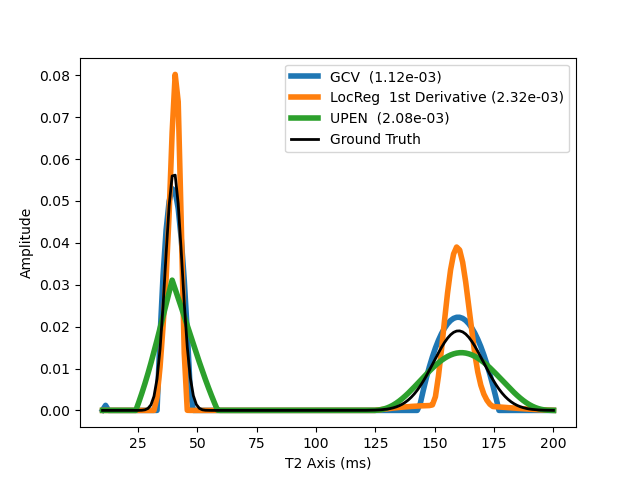 GCV (1.12e-03)
LocReg 1st Derivative (2.32e-03)
UPEN (2.08e-03)
Ground Truth
0.08
0.07
0.06
0.05
0.04
0.03
0.02
0.01
0.00
Amplitude
25 50 75 100 125 150 175 200
T2 Axis (ms)